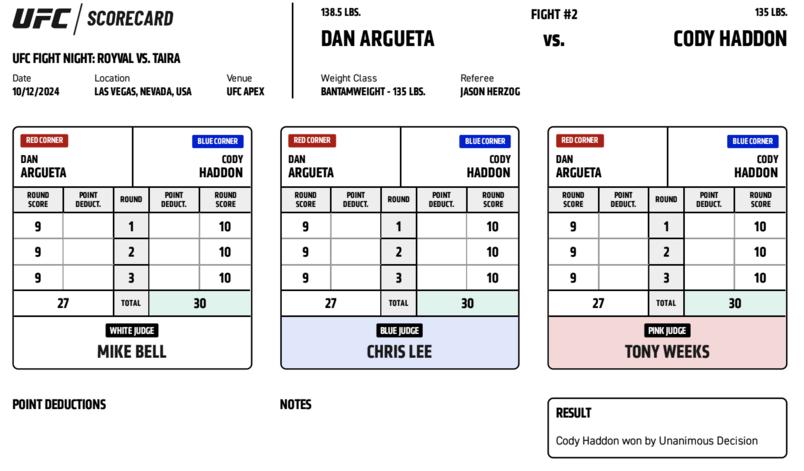 UFC SCORECARD
UFC FIGHT NIGHT: ROYVAL VS. TAIRA
Date Location Venue
10/12/2024 LAS VEGAS, NEVADA, USA UFC APEX
138.5 LBS. FIGHT #2 135 LBS.
DAN ARGUETA vs. CODY HADDON
Weight Class Referee
BANTAMWEIGHT - 135 LBS. JASON HERZOG
RED CORNER BLUE CORNER
DAN CODY
ARGUETA HADDON
ROUND SCORE POINT DEDUCT. ROUND POINT DEDUCT. ROUND SCORE
9 1 10
9 2 10
9 3 10
27 TOTAL 30
WHITE JUDGE
MIKE BELL
RED CORNER BLUE CORNER
DAN CODY
ARGUETA HADDON
ROUND SCORE POINT DEDUCT. ROUND POINT DEDUCT. ROUND SCORE
9 1 10
9 2 10
9 3 10
27 TOTAL 30
BLUE JUDGE
CHRIS LEE
RED CORNER BLUE CORNER
DAN CODY
ARGUETA HADDON
ROUND SCORE POINT DEDUCT. ROUND POINT DEDUCT. ROUND SCORE
9 1 10
9 2 10
9 3 10
27 TOTAL 30
PINK JUDGE
TONY WEEKS
POINT DEDUCTIONS
NOTES
RESULT
Cody Haddon won by Unanimous Decision